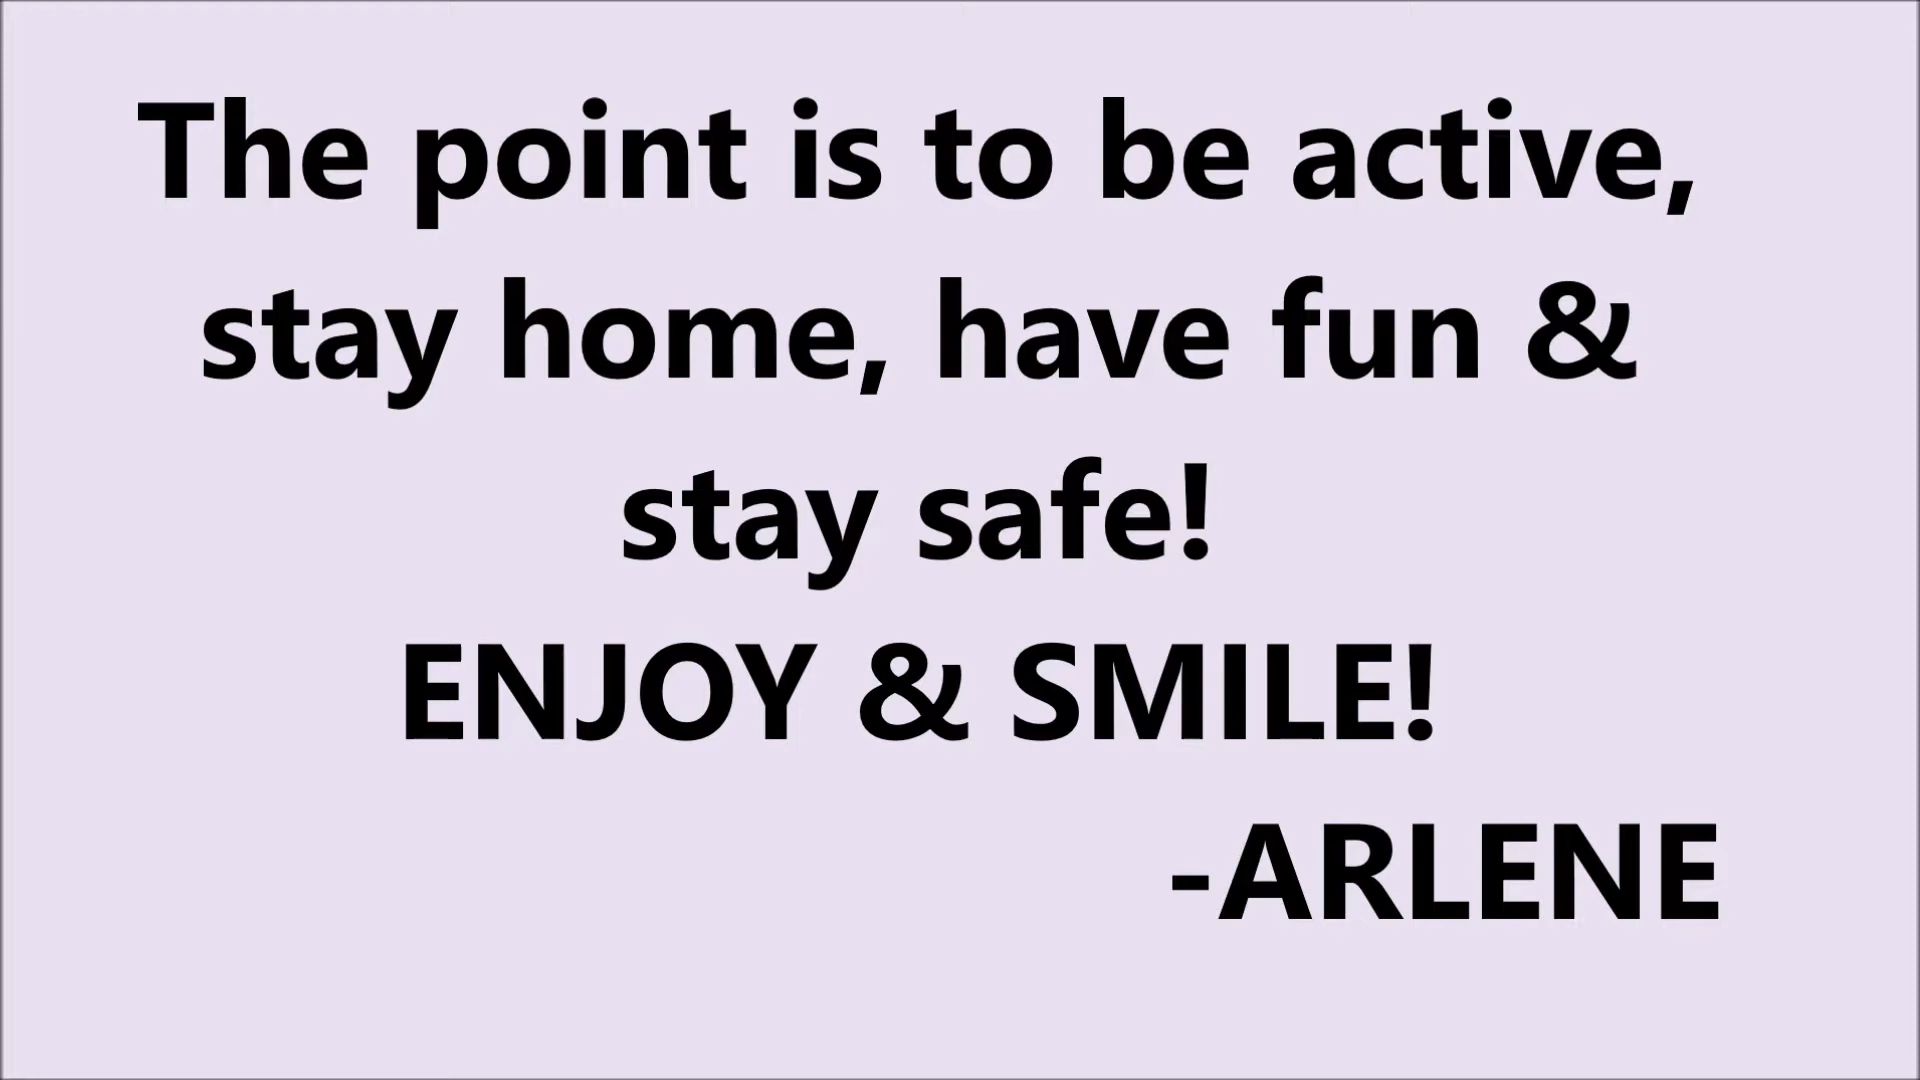 The point is to be active,
stay home, have fun &
stay safe!
ENJOY & SMILE!
-ARLENE